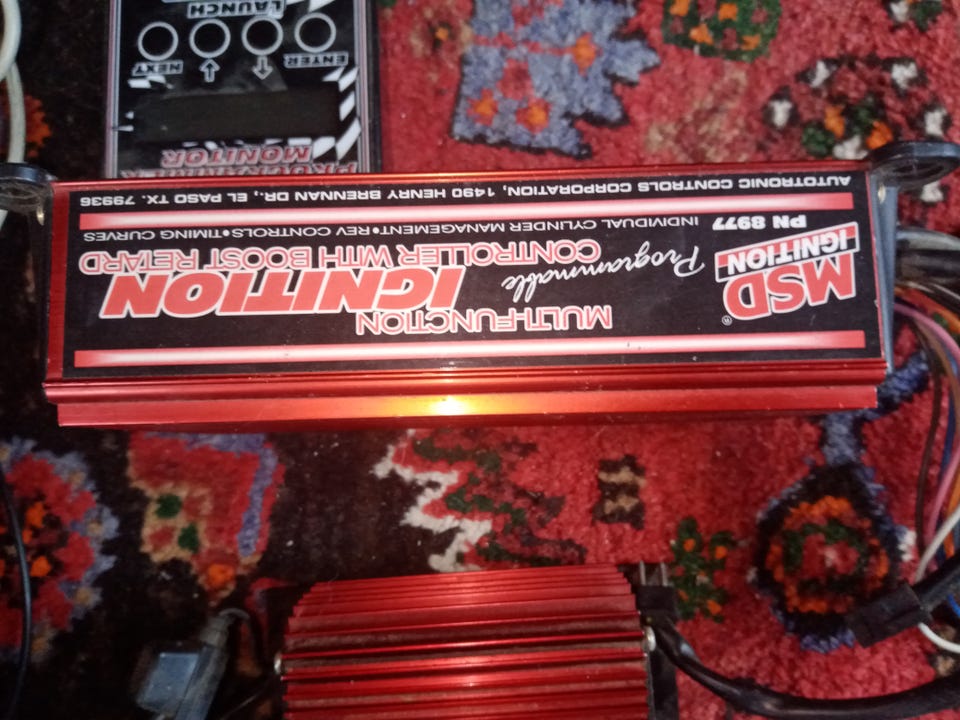 MSD
IGNITION
®
PN 8977
MULTI-FUNCTION
Programmable IGNITION
CONTROLLER WITH BOOST RETARD
INDIVIDUAL CYLINDER MANAGEMENT•REV CONTROLS•TIMING CURVES
AUTOTRONIC CONTROLS CORPORATION, 1490 HENRY BRENNAN DR., EL PASO TX. 79936
PROGRAMMER
MONITOR
ENTER ↓ ↑ NEXT
LAUNCH